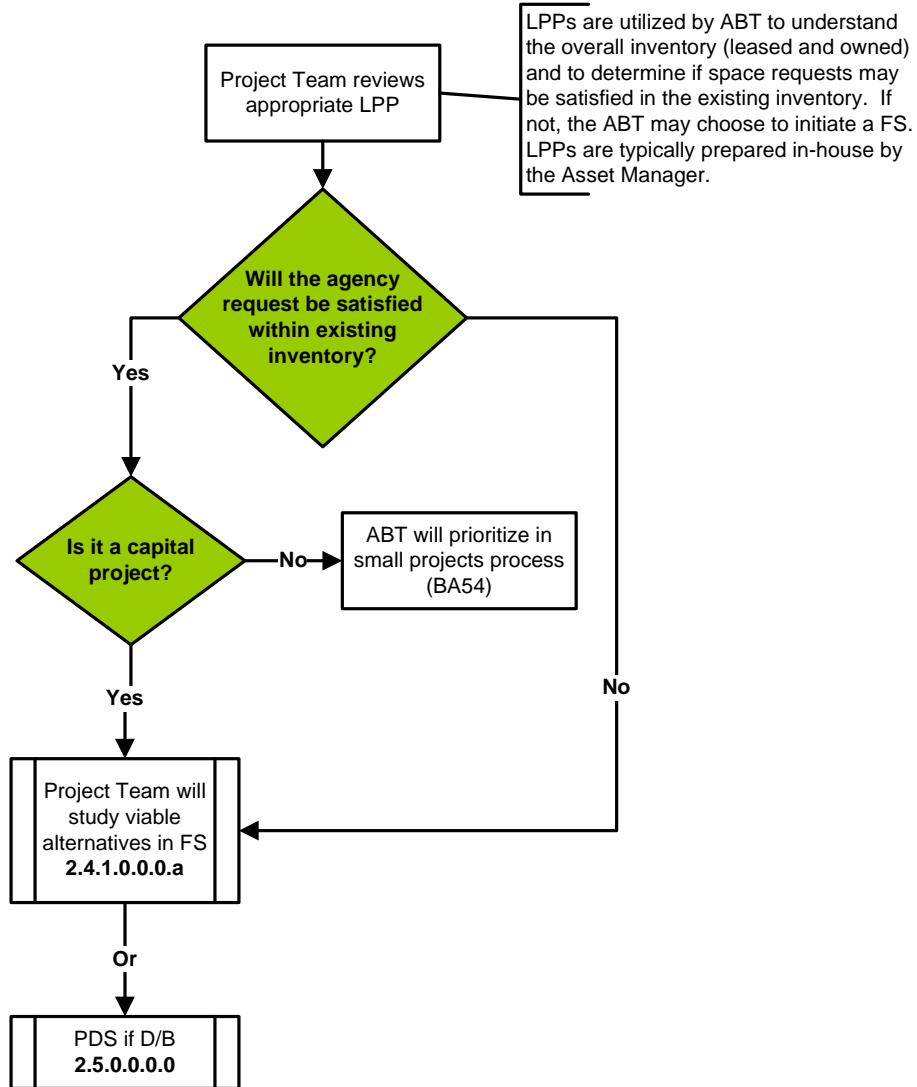 Project Team reviews
appropriate LPP
LPPs are utilized by ABT to understand
the overall inventory (leased and owned)
and to determine if space requests may
be satisfied in the existing inventory.  If
not, the ABT may choose to initiate a FS.
LPPs are typically prepared in-house by
the Asset Manager.
Will the agency
request be satisfied
within existing
inventory?
Yes
Is it a capital
project?
No
ABT will prioritize in
small projects process
(BA54)
No
Yes
Project Team will
study viable
alternatives in FS
2.4.1.0.0.0.a
Or
PDS if D/B
2.5.0.0.0.0